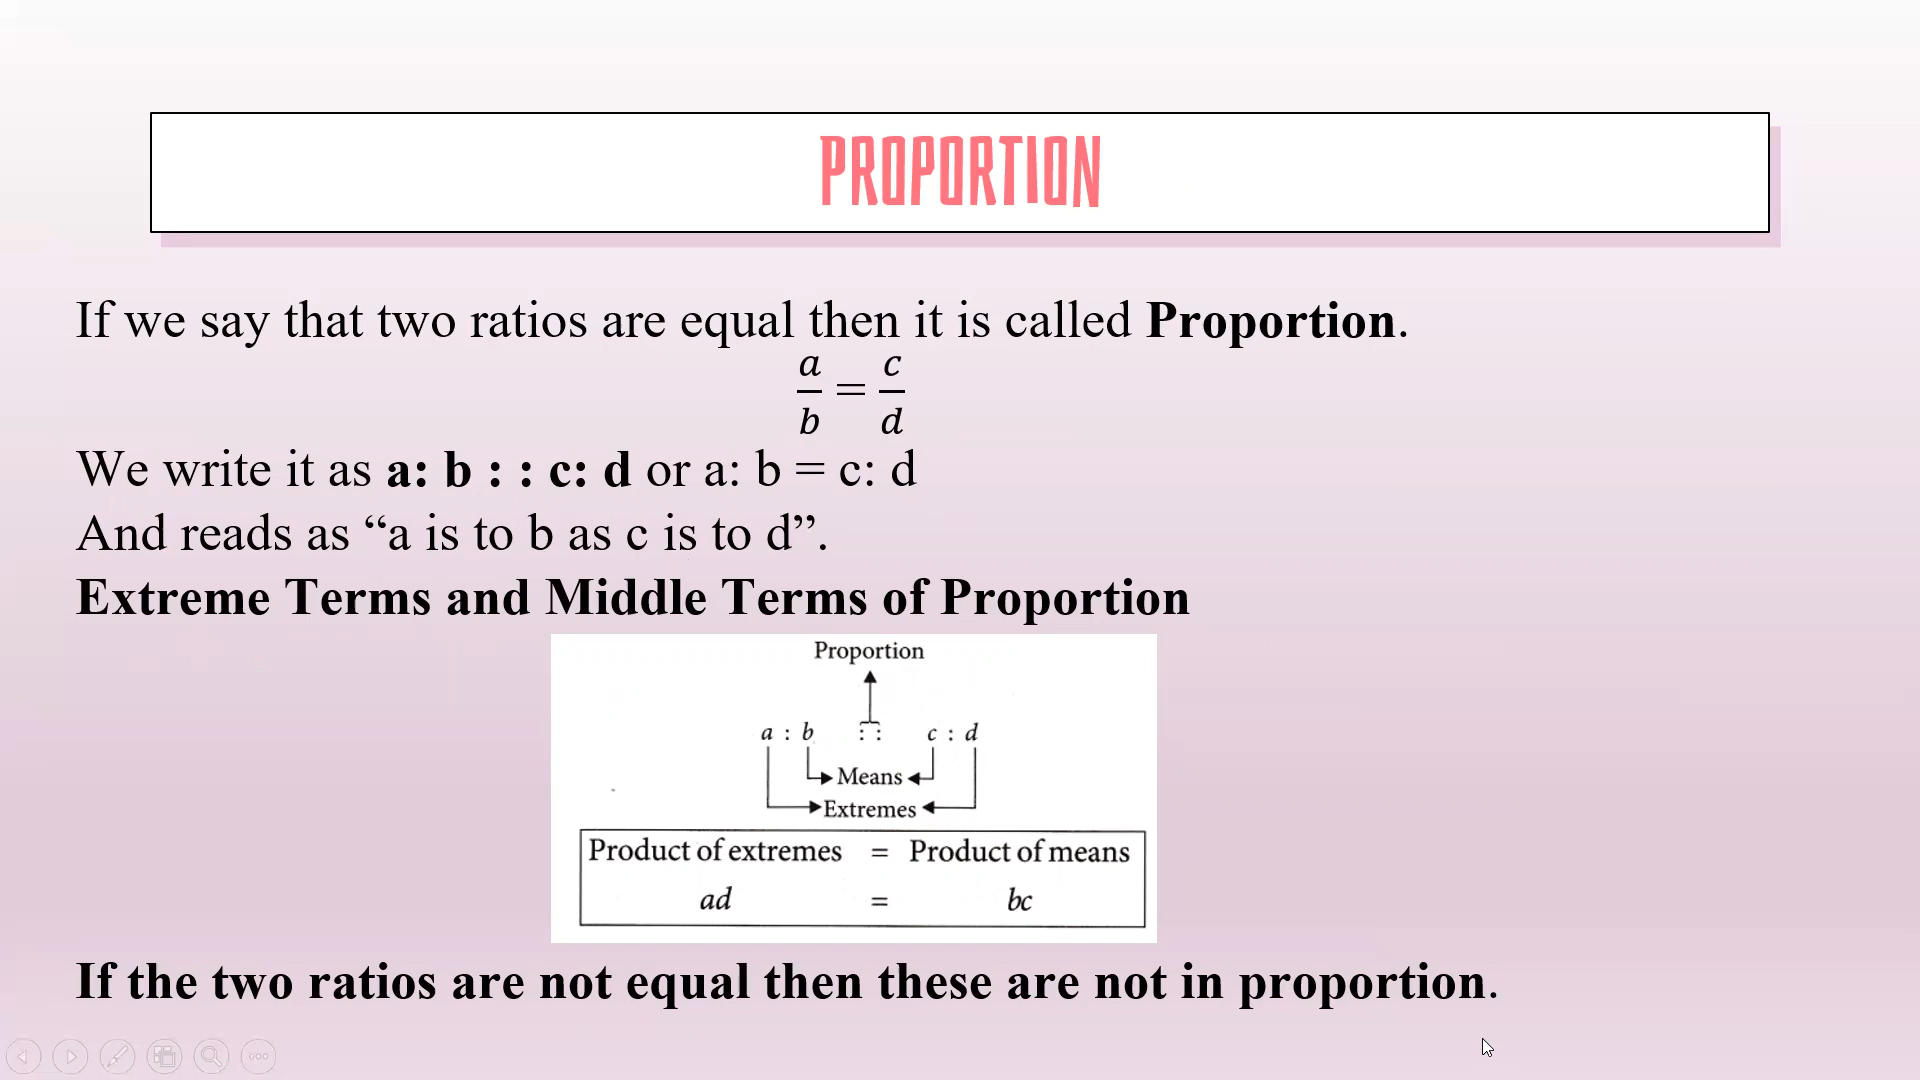 PROPORTION
If we say that two ratios are equal then it is called Proportion.
a/b = c/d
We write it as a: b : : c: d or a: b = c: d
And reads as “a is to b as c is to d”.
Extreme Terms and Middle Terms of Proportion
Proportion
a : b : : c : d
Means
Extremes
Product of extremes = Product of means
ad = bc
If the two ratios are not equal then these are not in proportion.